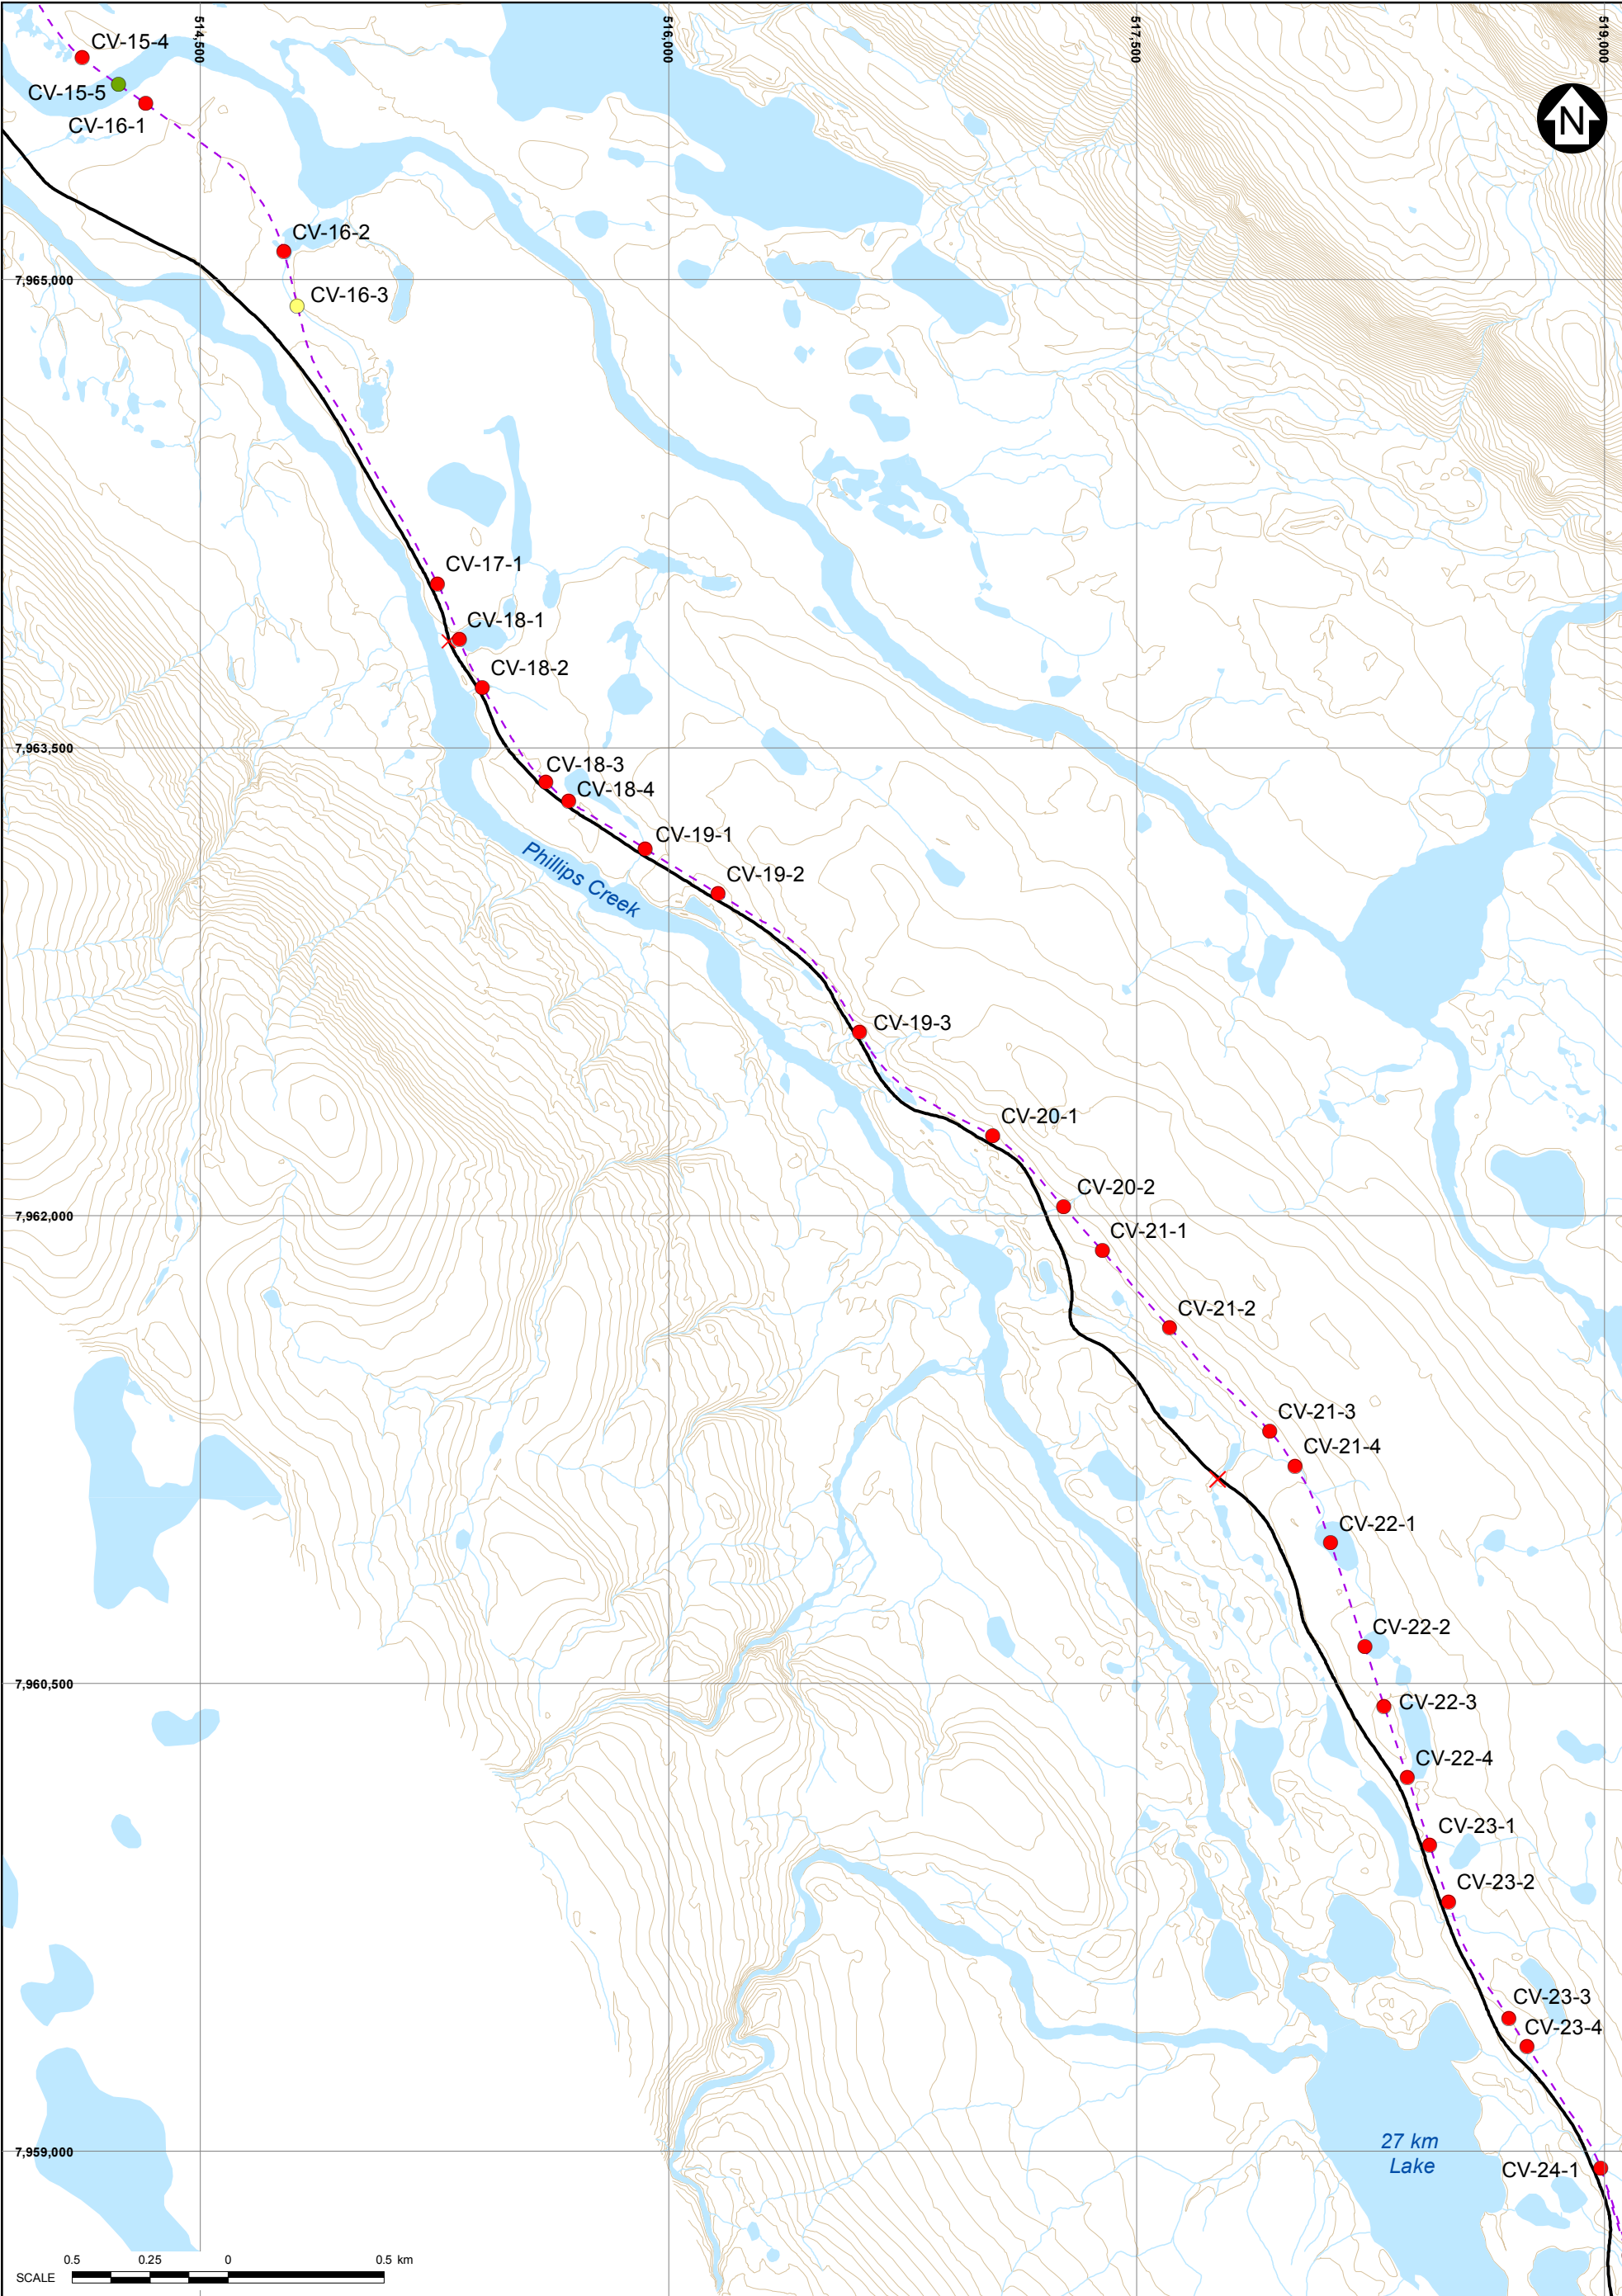 514,500
516,000
517,500
519,000
CV-15-4
CV-15-5
CV-16-1
N
CV-16-2
7,965,000
CV-16-3
CV-17-1
CV-18-1
CV-18-2
7,963,500
CV-18-3
CV-18-4
CV-19-1
Phillips Creek
CV-19-2
CV-19-3
CV-20-1
CV-20-2
7,962,000
CV-21-1
CV-21-2
CV-21-3
CV-21-4
CV-22-1
CV-22-2
7,960,500
CV-22-3
CV-22-4
CV-23-1
CV-23-2
CV-23-3
CV-23-4
7,959,000
27 km
Lake
CV-24-1
0.5 0.25 0 0.5 km
SCALE